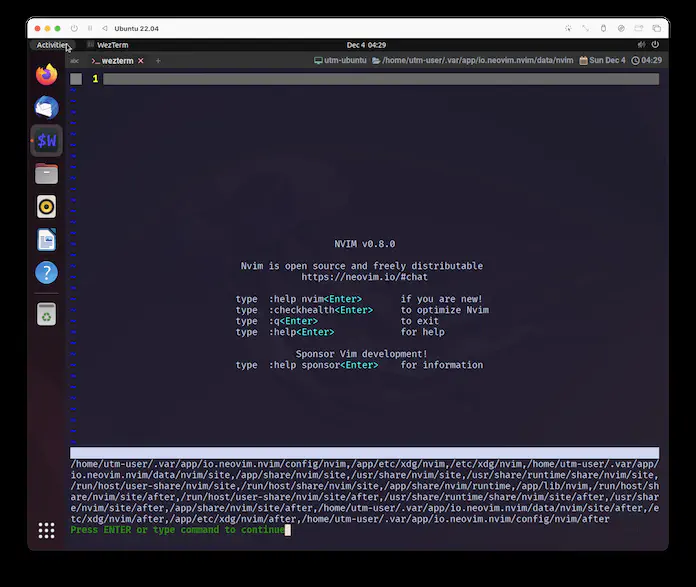 Ubuntu 22.04
Activities WezTerm Dec 4 04:29
abc >_ wezterm × + utm-ubuntu /home/utm-user/.var/app/io.neovim.nvim/data/nvim Sun Dec 4 04:29
1
$W
NVIM v0.8.0
Nvim is open source and freely distributable
https://neovim.io/#chat
type :help nvim<Enter> if you are new!
type :checkhealth<Enter> to optimize Nvim
type :q<Enter> to exit
type :help<Enter> for help
Sponsor Vim development!
type :help sponsor<Enter> for information
/home/utm-user/.var/app/io.neovim.nvim/config/nvim,/app/etc/xdg/nvim,/etc/xdg/nvim,/home/utm-user/.var/app/
io.neovim.nvim/data/nvim/site,/app/share/nvim/site,/usr/share/nvim/site,/usr/share/runtime/share/nvim/site,
/run/host/user-share/nvim/site,/run/host/share/nvim/site,/app/share/nvim/runtime,/app/lib/nvim,/run/host/sh
are/nvim/site/after,/run/host/user-share/nvim/site/after,/usr/share/runtime/share/nvim/site/after,/usr/shar
e/nvim/site/after,/app/share/nvim/site/after,/home/utm-user/.var/app/io.neovim.nvim/data/nvim/site/after,/e
tc/xdg/nvim/after,/app/etc/xdg/nvim/after,/home/utm-user/.var/app/io.neovim.nvim/config/nvim/after
Press ENTER or type command to continue